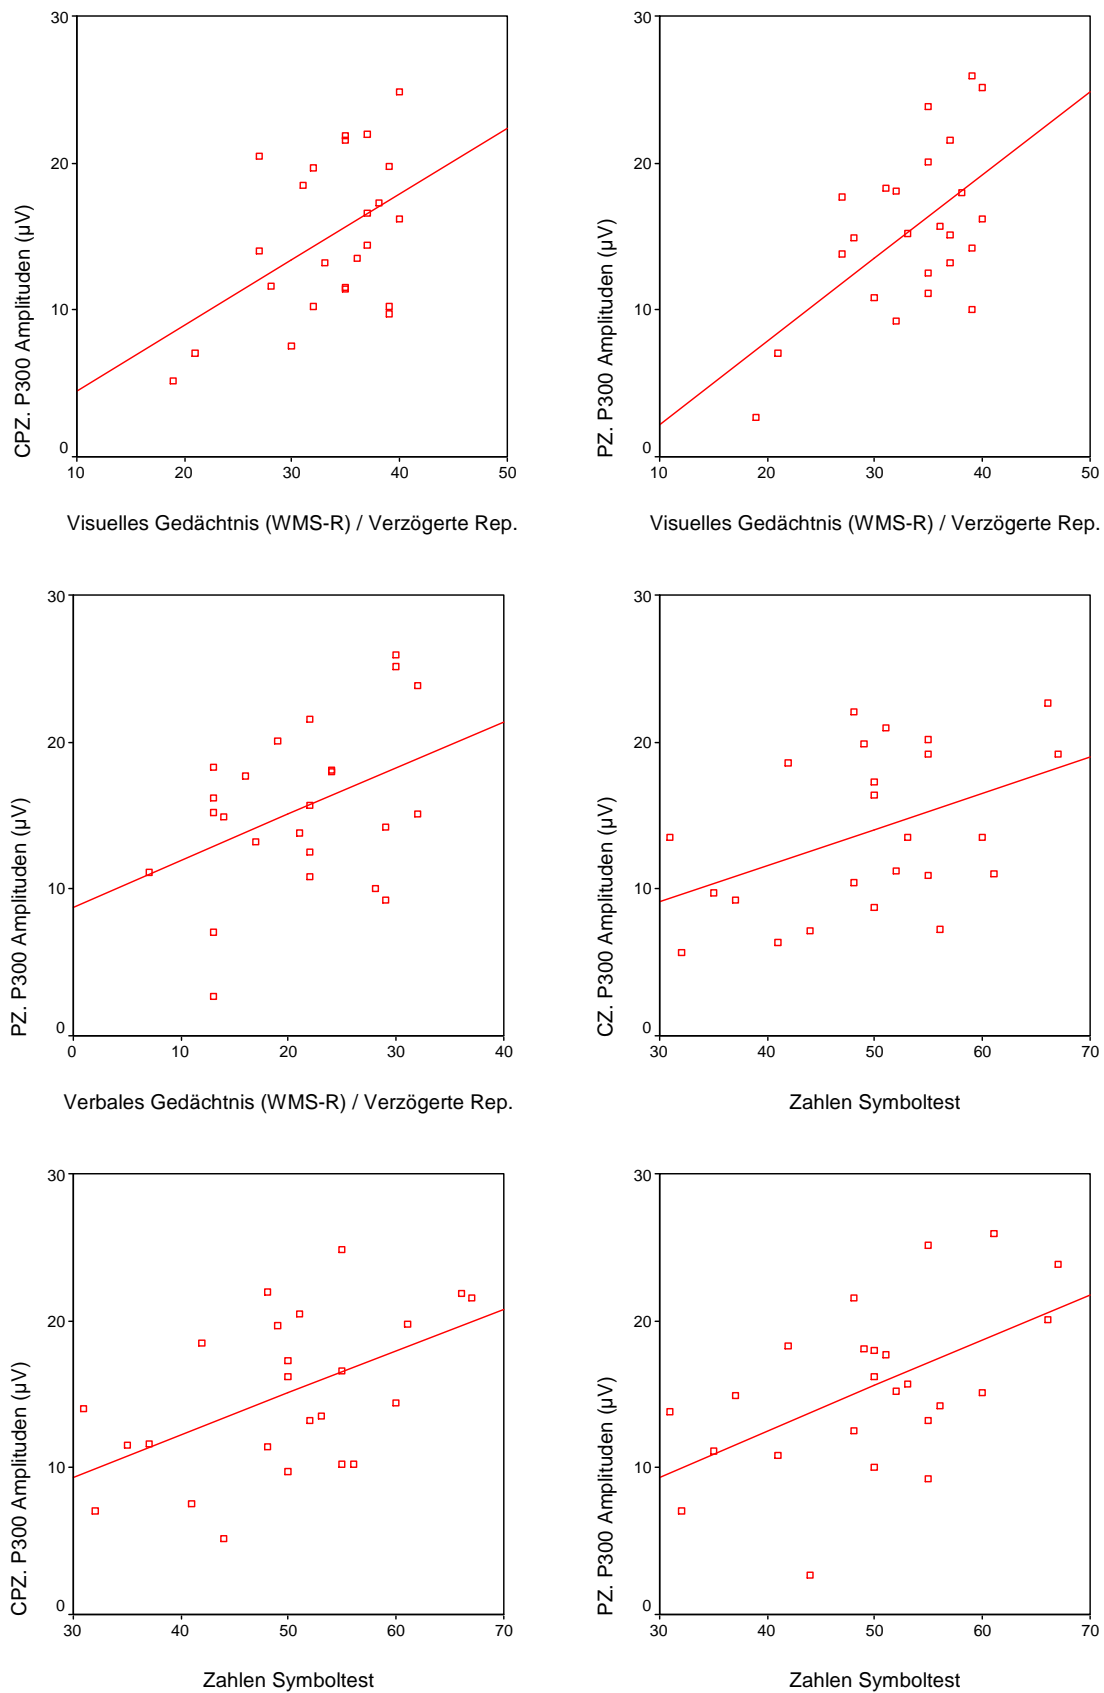 30
20
10
0
CPZ. P300 Amplituden (µV)
10 20 30 40 50
Visuelles Gedächtnis (WMS-R) / Verzögerte Rep.
30
20
10
0
PZ. P300 Amplituden (µV)
10 20 30 40 50
Visuelles Gedächtnis (WMS-R) / Verzögerte Rep.
30
20
10
0
PZ. P300 Amplituden (µV)
0 10 20 30 40
Verbales Gedächtnis (WMS-R) / Verzögerte Rep.
30
20
10
0
CZ. P300 Amplituden (µV)
30 40 50 60 70
Zahlen Symboltest
30
20
10
0
CPZ. P300 Amplituden (µV)
30 40 50 60 70
Zahlen Symboltest
30
20
10
0
PZ. P300 Amplituden (µV)
30 40 50 60 70
Zahlen Symboltest